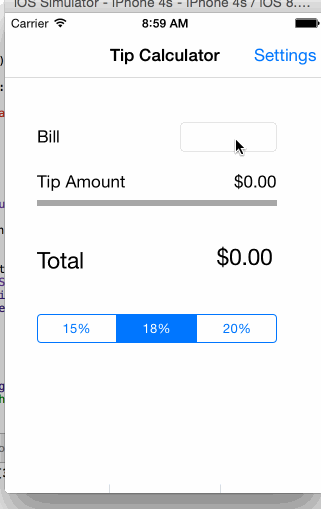 iOS Simulator - iPhone 4s - iPhone 4s / iOS 8....
Carrier 8:59 AM
Tip Calculator Settings
Bill
Tip Amount $0.00
Total $0.00
15% 18% 20%